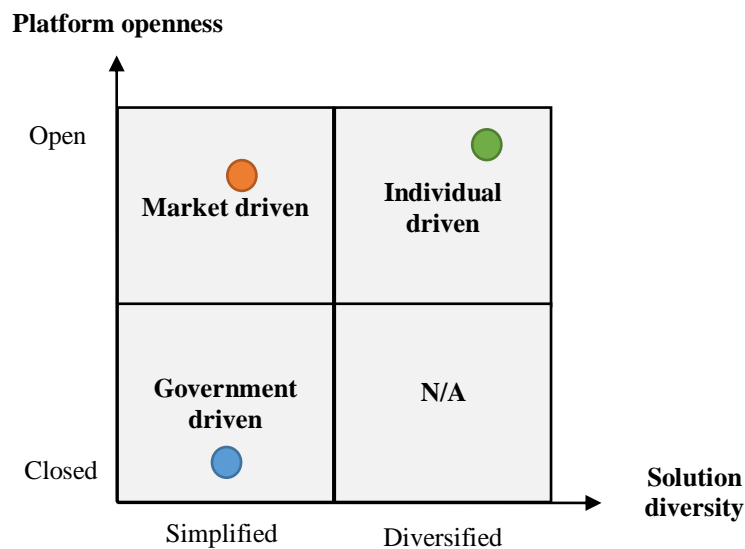 Platform openness
Open
Market driven
Individual
driven
Government
driven
N/A
Closed
Solution
diversity
Simplified
Diversified